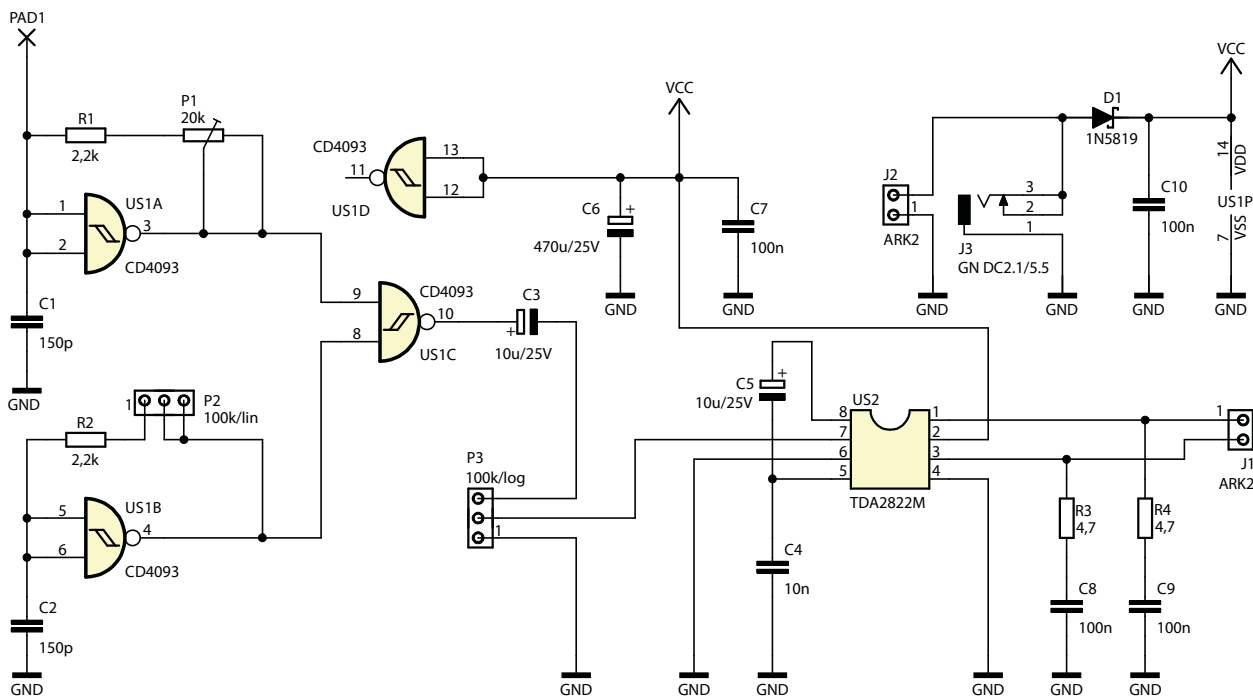 PAD1
R1
2,2k
P1
20k
1
2
US1A
3
CD4093
C1
150p
GND
CD4093
11
US1D
13
12
VCC
C6
470u/25V
GND
C7
100n
GND
J2
1
ARK2
GND
J3
GN DC2.1/5.5
3
2
1
GND
D1
1N5819
C10
100n
GND
VCC
14
VDD
US1P
7
VSS
GND
9
8
CD4093
10
US1C
C3
+
10u/25V
1
P2
100k/lin
R2
2,2k
5
6
US1B
4
CD4093
C2
150p
GND
P3
100k/log
1
GND
GND
C5
+
10u/25V
C4
10n
GND
US2
8
7
6
5
1
2
3
4
TDA2822M
GND
R3
4,7
C8
100n
GND
R4
4,7
C9
100n
GND
1
J1
ARK2
+